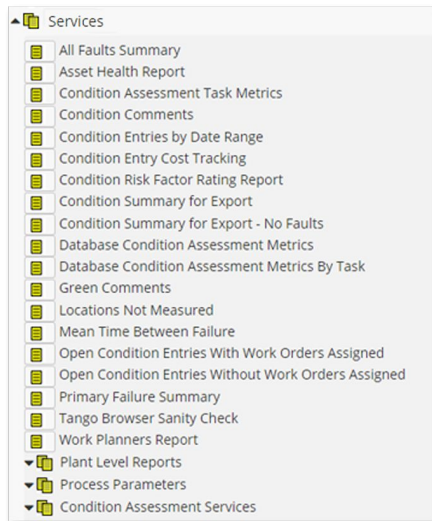 Services
All Faults Summary
Asset Health Report
Condition Assessment Task Metrics
Condition Comments
Condition Entries by Date Range
Condition Entry Cost Tracking
Condition Risk Factor Rating Report
Condition Summary for Export
Condition Summary for Export - No Faults
Database Condition Assessment Metrics
Database Condition Assessment Metrics By Task
Green Comments
Locations Not Measured
Mean Time Between Failure
Open Condition Entries With Work Orders Assigned
Open Condition Entries Without Work Orders Assigned
Primary Failure Summary
Tango Browser Sanity Check
Work Planners Report
Plant Level Reports
Process Parameters
Condition Assessment Services